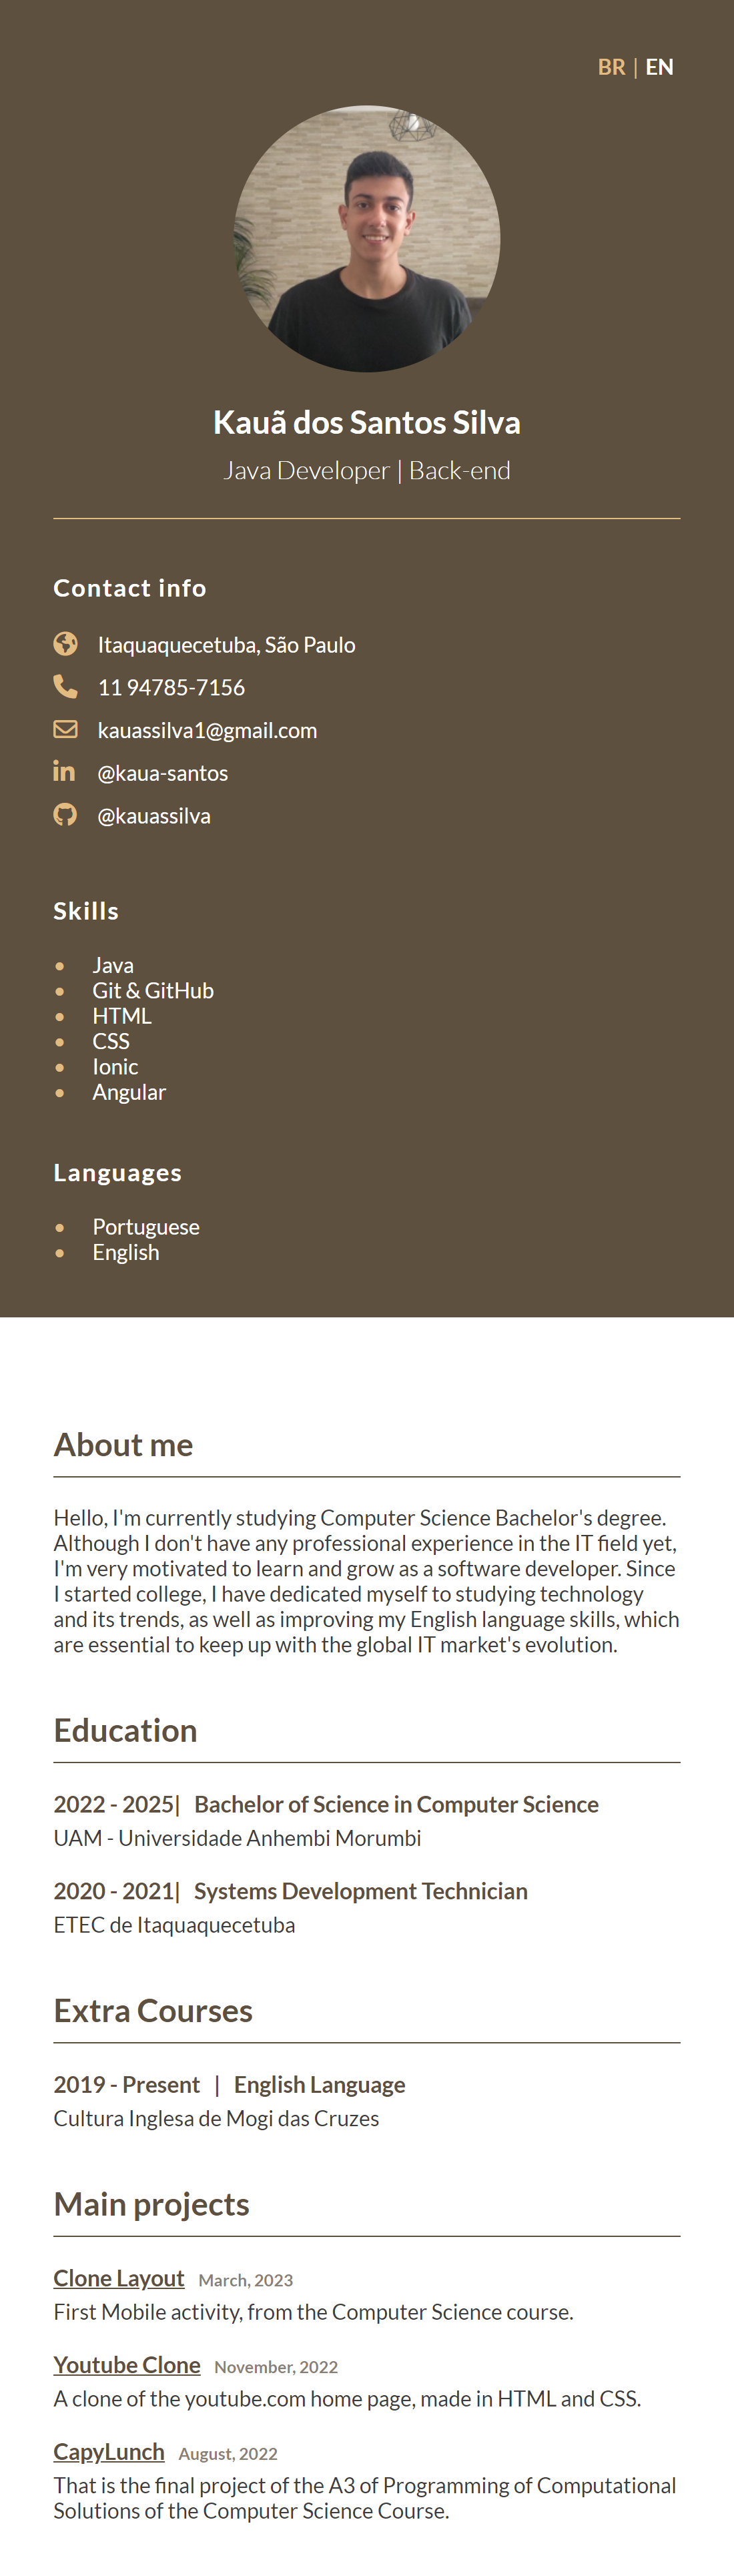 BR | EN
Kauã dos Santos Silva
Java Developer | Back-end
Contact info
Itaquaquecetuba, São Paulo
11 94785-7156
kauassilva1@gmail.com
@kaua-santos
@kauassilva
Skills
• Java
• Git & GitHub
• HTML
• CSS
• Ionic
• Angular
Languages
• Portuguese
• English
About me
Hello, I'm currently studying Computer Science Bachelor's degree.
Although I don't have any professional experience in the IT field yet,
I'm very motivated to learn and grow as a software developer. Since
I started college, I have dedicated myself to studying technology
and its trends, as well as improving my English language skills, which
are essential to keep up with the global IT market's evolution.
Education
2022 - 2025| Bachelor of Science in Computer Science
UAM - Universidade Anhembi Morumbi
2020 - 2021| Systems Development Technician
ETEC de Itaquaquecetuba
Extra Courses
2019 - Present | English Language
Cultura Inglesa de Mogi das Cruzes
Main projects
Clone Layout March, 2023
First Mobile activity, from the Computer Science course.
Youtube Clone November, 2022
A clone of the youtube.com home page, made in HTML and CSS.
CapyLunch August, 2022
That is the final project of the A3 of Programming of Computational
Solutions of the Computer Science Course.